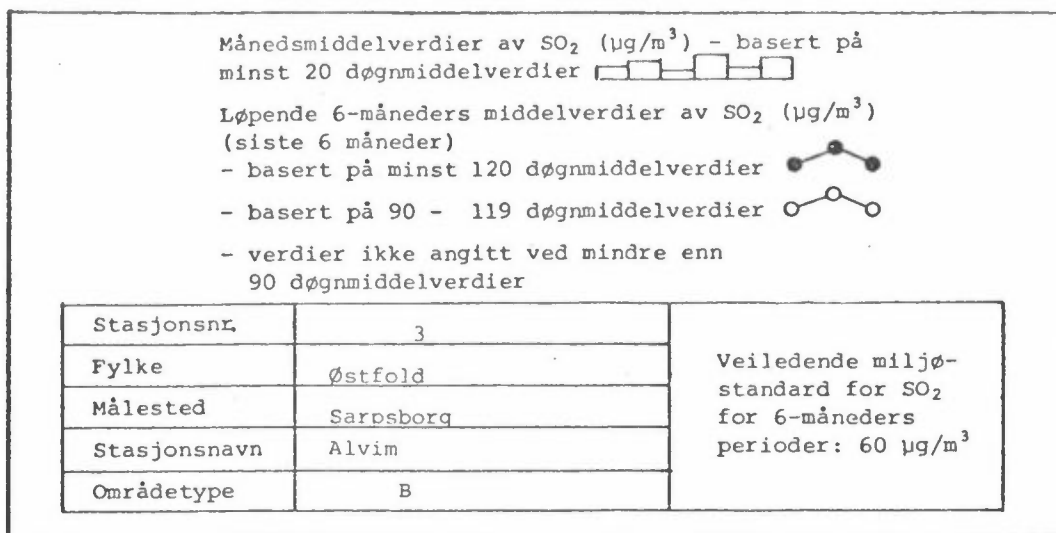 Månedsmiddelverdier av SO₂ (μg/m³) - basert på
minst 20 døgnmiddelverdier
Løpende 6-måneders middelverdier av SO₂ (μg/m³)
(siste 6 måneder)
- basert på minst 120 døgnmiddelverdier
- basert på 90 - 119 døgnmiddelverdier
- verdier ikke angitt ved mindre enn
90 døgnmiddelverdier
Stasjonsnr. 3
Fylke Østfold
Målested Sarpsborg
Stasjonsnavn Alvim
Områdetype B
Veiledende miljø-
standard for SO₂
for 6-måneders
perioder: 60 μg/m³